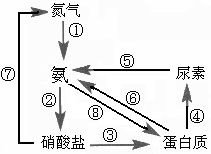 氮气
①
⑦
氨 ⑤ 尿素
② ⑥ ④
⑧
硝酸盐 ③ 蛋白质